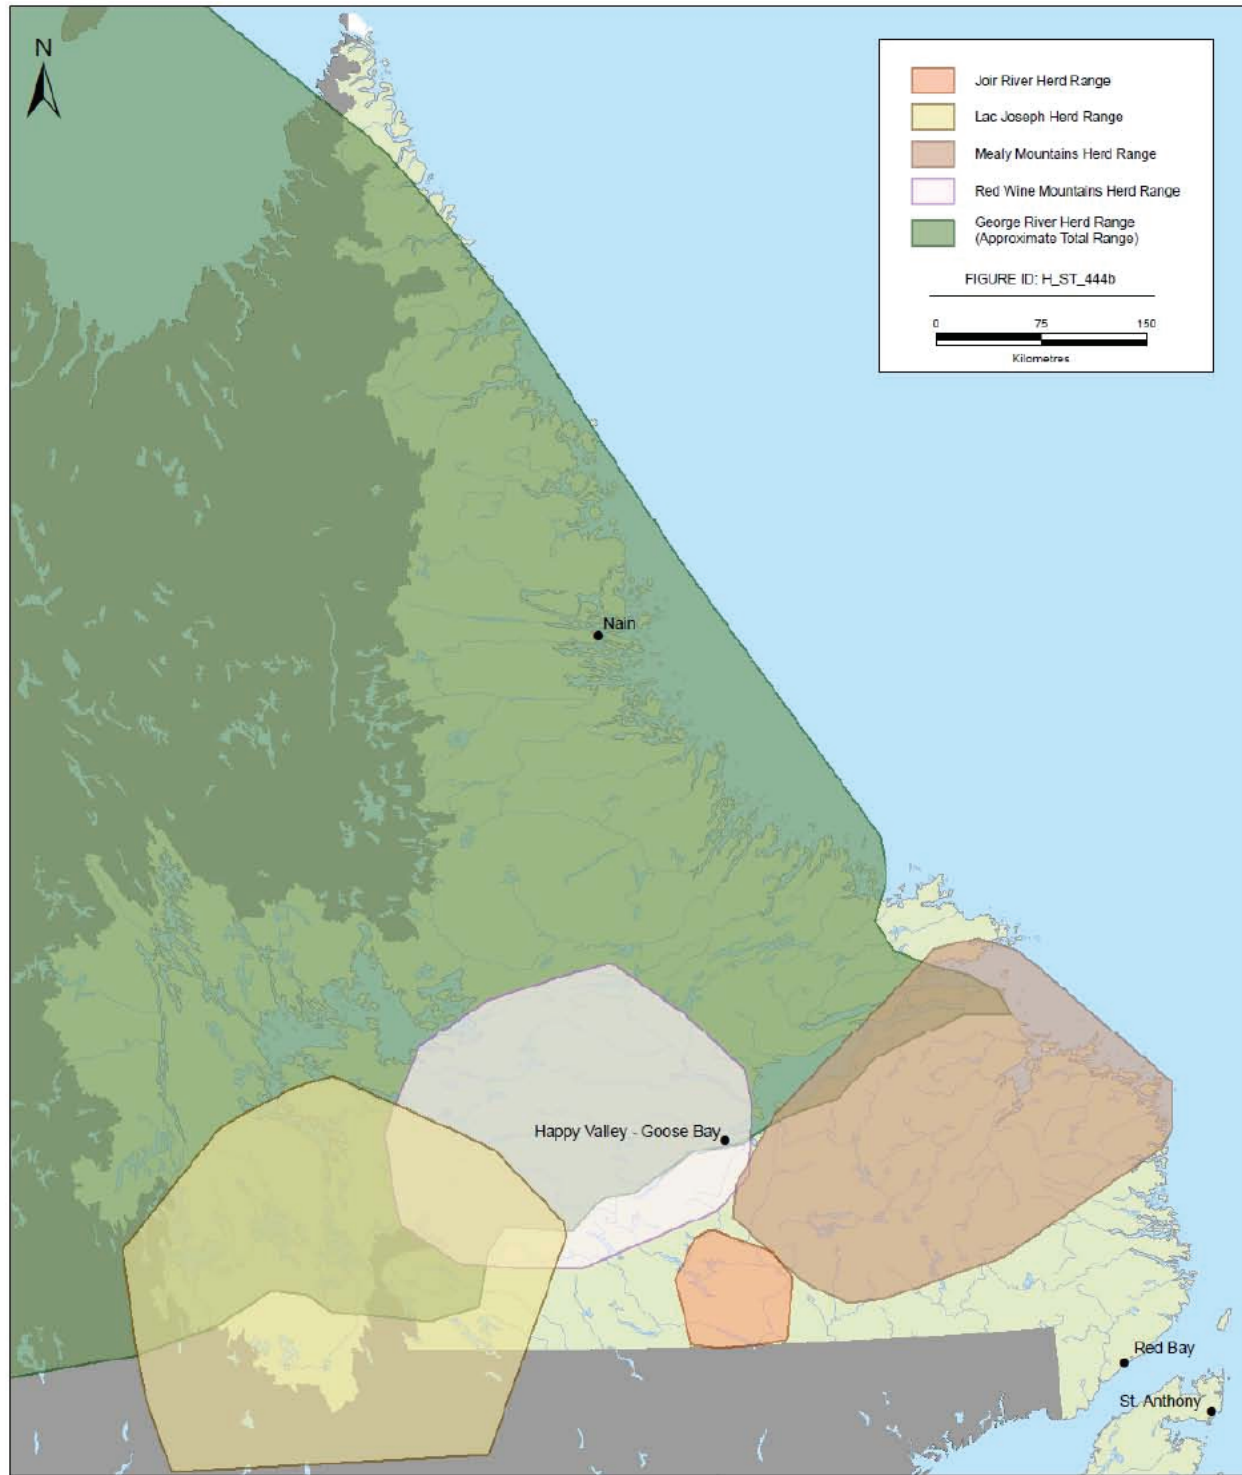 N
Joir River Herd Range
Lac Joseph Herd Range
Mealy Mountains Herd Range
Red Wine Mountains Herd Range
George River Herd Range
(Approximate Total Range)
FIGURE ID: H_ST_444b
0 75 150
Kilometres
Nain
Happy Valley - Goose Bay
Red Bay
St. Anthony